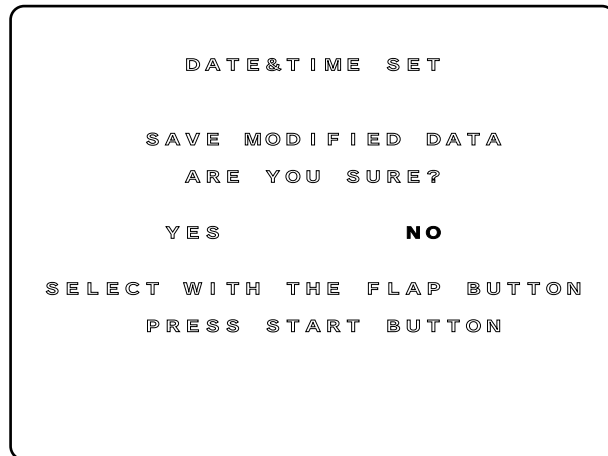 DATE&TIME SET
SAVE MODIFIED DATA
ARE YOU SURE?
YES NO
SELECT WITH THE FLAP BUTTON
PRESS START BUTTON